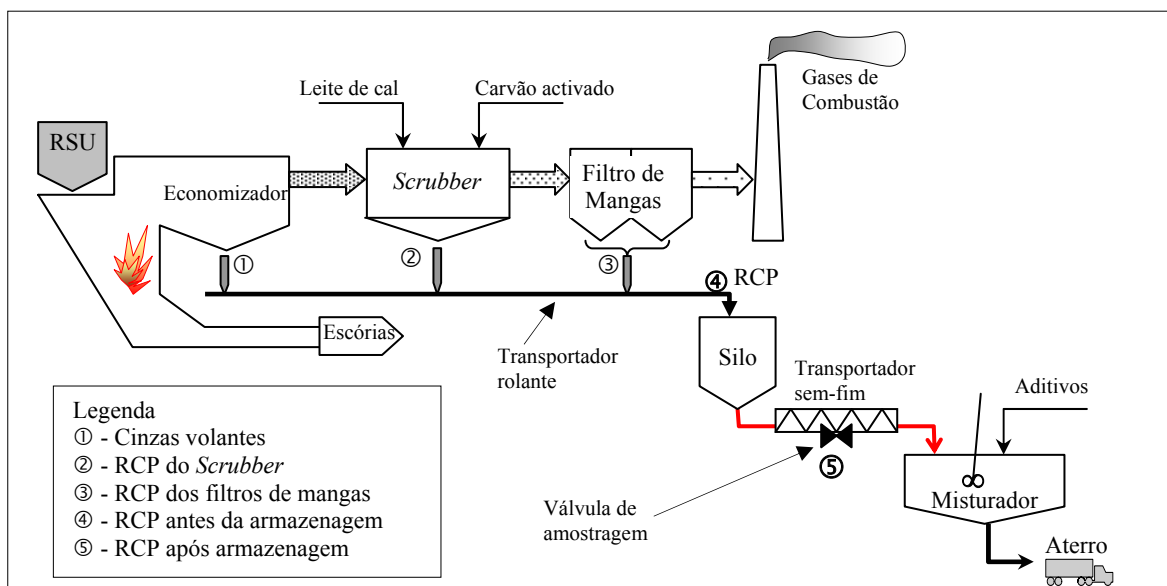 Leite de cal
Carvão activado
Gases de
Combustão
RSU
Economizador
Scrubber
Filtro de
Mangas
①
②
③
④ RCP
Escórias
Transportador
rolante
Silo
Transportador
sem-fim
Aditivos
⑤
Válvula de
amostragem
Misturador
Aterro
Legenda
① - Cinzas volantes
② - RCP do Scrubber
③ - RCP dos filtros de mangas
④ - RCP antes da armazenagem
⑤ - RCP após armazenagem